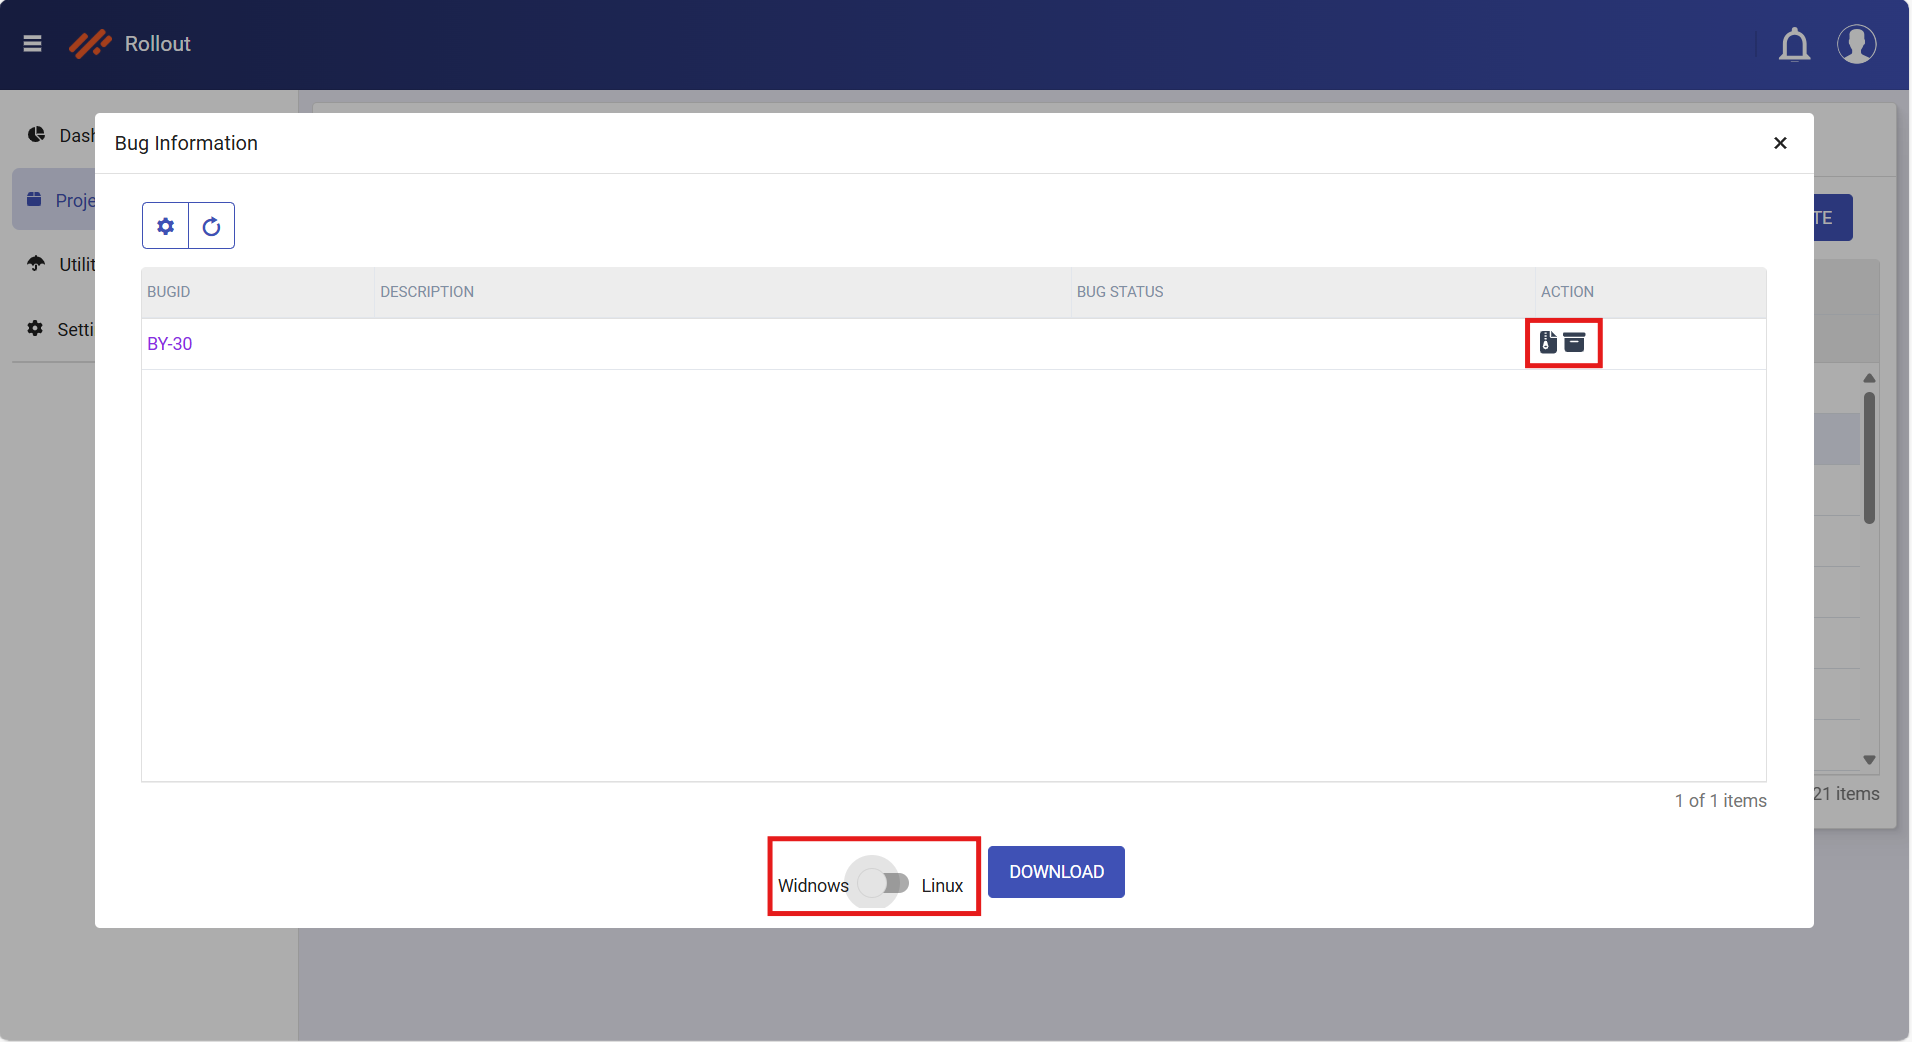 Rollout
Dash
Bug Information
Proje
TE
Utilit
BUGID DESCRIPTION BUG STATUS ACTION
Setti
BY-30
1 of 1 items
21 items
Widnows Linux DOWNLOAD